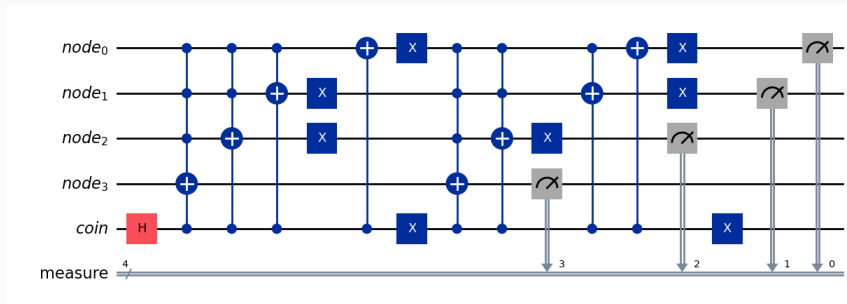 node₀ X X
node₁ X X
node₂ X X
node₃
coin H X X
measure 4 3 2 1 0